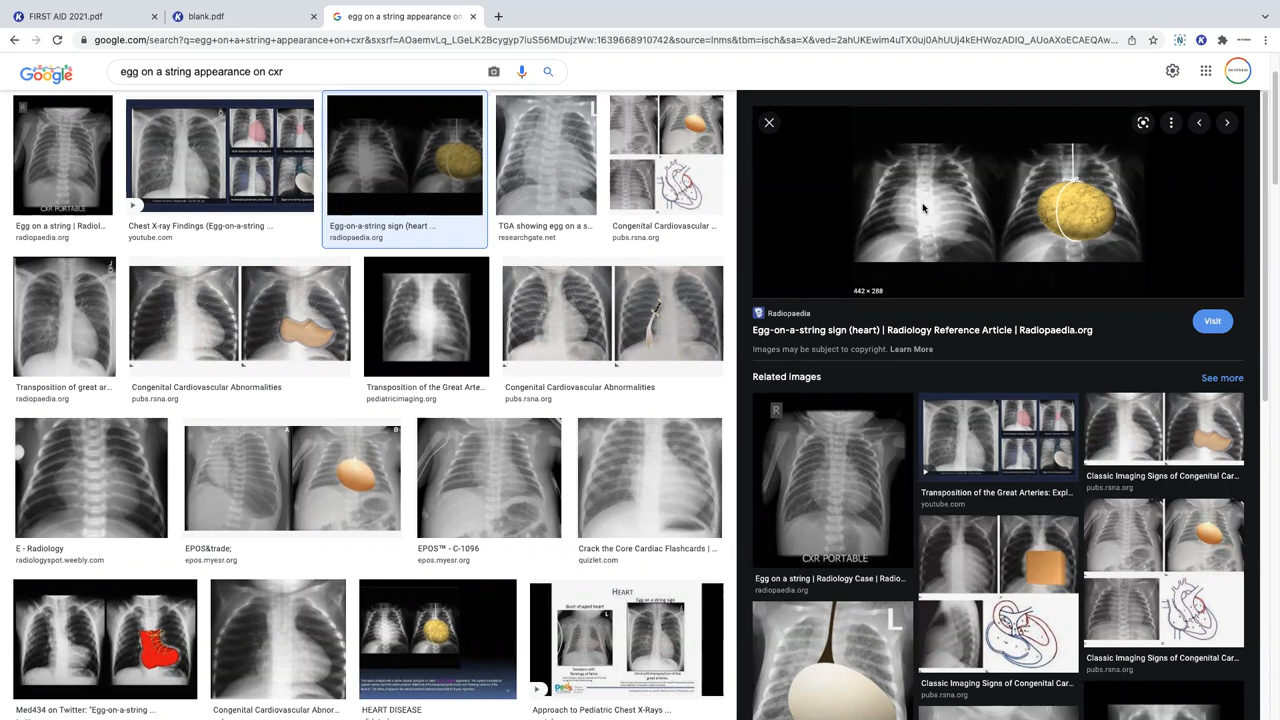 FIRST AID 2021.pdf
blank.pdf
egg on a string appearance on
google.com/search?q=egg+on+a+string+appearance+on+cxr&sxsrf=AOaemvLq_LGeLK2Bcygyp7iuS56MDujzWw:1639668910742&source=lnms&tbm=isch&sa=X&ved=2ahUKEwim4uTX0uj0AhUUj4kEHWozADIQ_AUoAXoECAEQAw...
Google
egg on a string appearance on cxr
R
CXR PORTABLE
L
Egg on a string | Radiol...
radiopaedia.org
Chest X-ray Findings (Egg-on-a-string ...
youtube.com
Egg-on-a-string sign (heart ...
radiopaedia.org
TGA showing egg on a s...
researchgate.net
Congenital Cardiovascular ...
pubs.rsna.org
Transposition of great ar...
radiopaedia.org
Congenital Cardiovascular Abnormalities
pubs.rsna.org
Transposition of the Great Arte...
pediatricimaging.org
Congenital Cardiovascular Abnormalities
pubs.rsna.org
A
B
E - Radiology
radiologyspot.weebly.com
EPOS&trade;
epos.myesr.org
EPOS™ - C-1096
epos.myesr.org
Crack the Core Cardiac Flashcards | ...
quizlet.com
HEART
Boot-shaped heart
Egg on a string sign
L
Med434 on Twitter: "Egg-on-a-string ...
Congenital Cardiovascular Abnor...
HEART DISEASE
Approach to Pediatric Chest X-Rays ...
442 × 288
Radiopaedia
Egg-on-a-string sign (heart) | Radiology Reference Article | Radiopaedia.org
Visit
Images may be subject to copyright. Learn More
Related Images
See more
R
CXR PORTABLE
Egg on a string | Radiology Case | Radio...
radiopaedia.org
L
Transposition of the Great Arteries: Expl...
youtube.com
Classic Imaging Signs of Congenital Car...
pubs.rsna.org
Classic Imaging Signs of Congenital Car...
pubs.rsna.org
Classic Imaging Signs of Congenital Car...
pubs.rsna.org